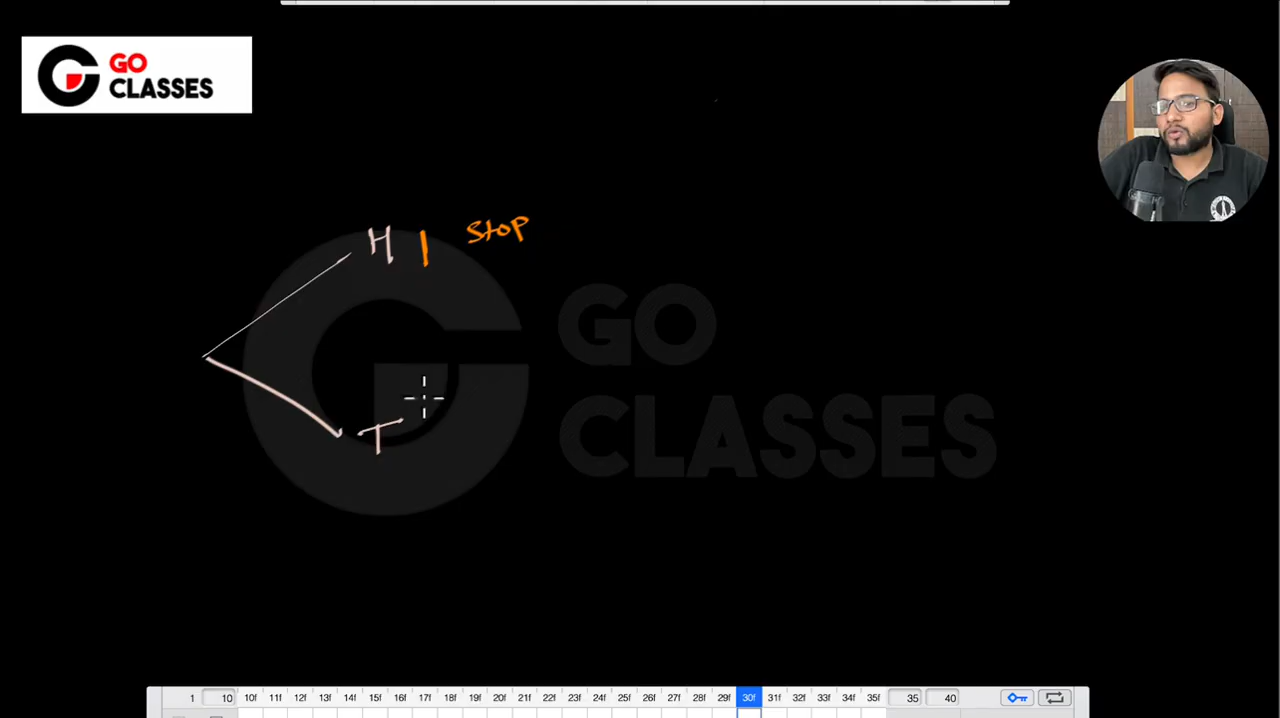 GO
CLASSES
H 1 Stop
GO
CLASSES
T
1 10 10f 11f 12f 13f 14f 15f 16f 17f 18f 19f 20f 21f 22f 23f 24f 25f 26f 27f 28f 29f 30f 31f 32f 33f 34f 35f 35 40